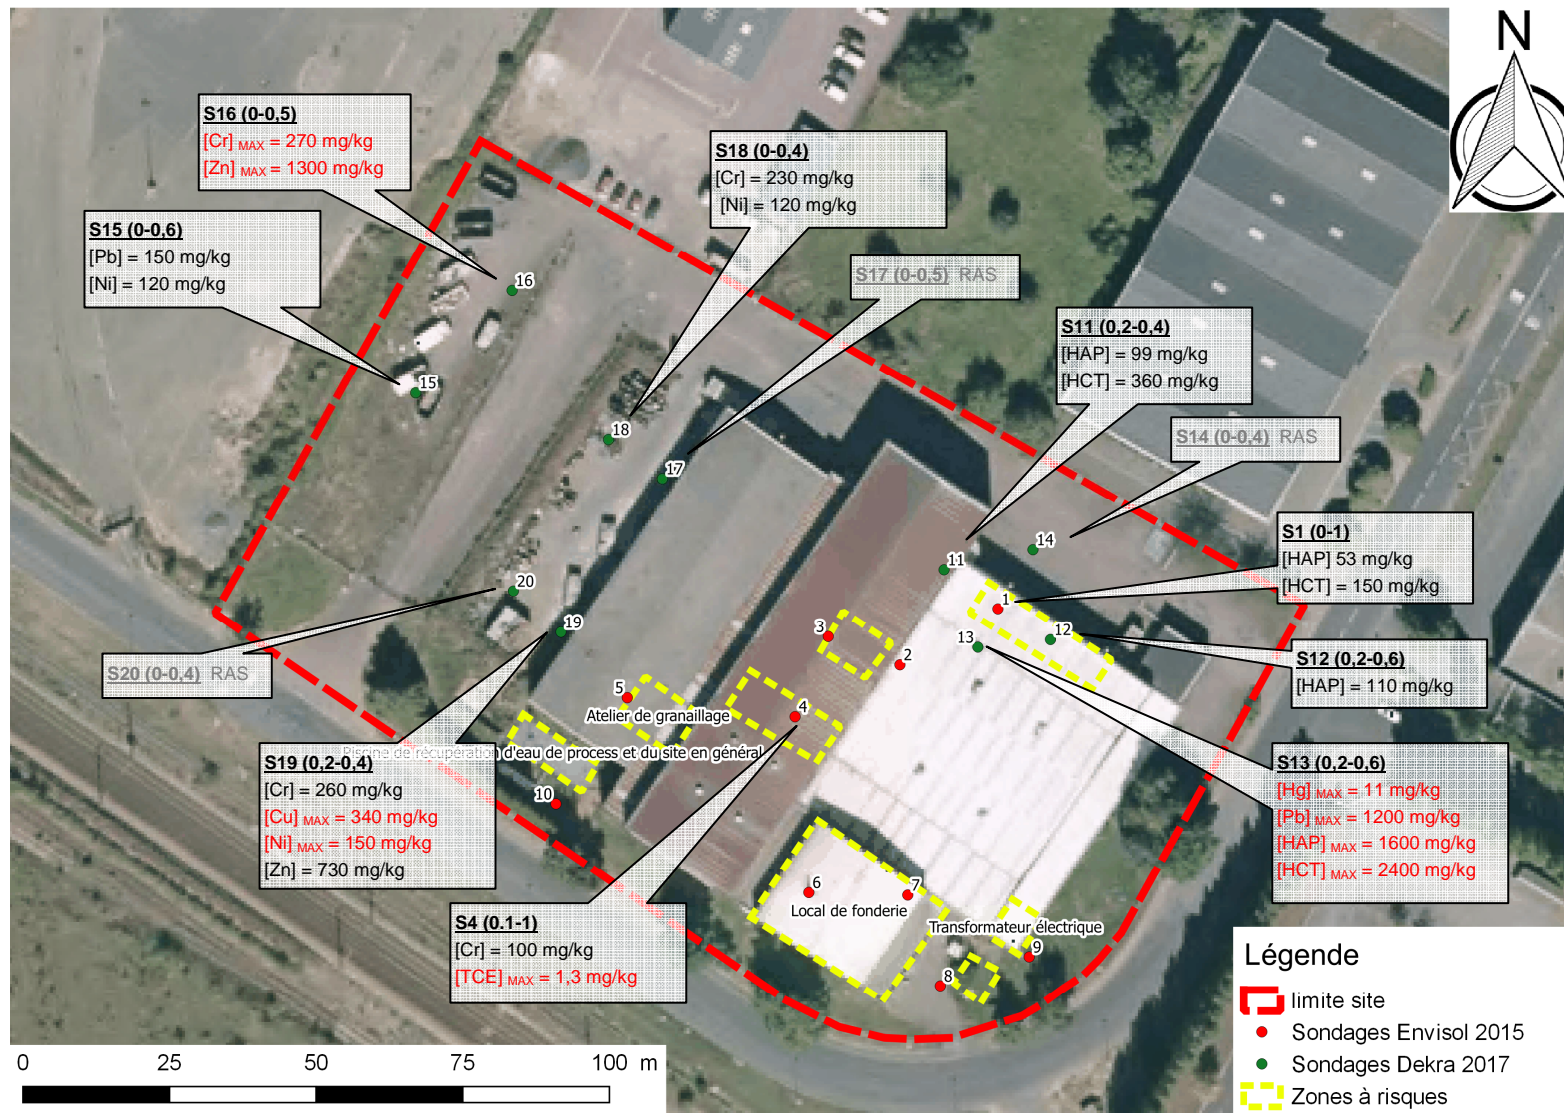 N
S16 (0-0,5)
[Cr] MAX = 270 mg/kg
[Zn] MAX = 1300 mg/kg
S18 (0-0,4)
[Cr] = 230 mg/kg
[Ni] = 120 mg/kg
S15 (0-0,6)
[Pb] = 150 mg/kg
[Ni] = 120 mg/kg
S17 (0-0,5) RAS
S11 (0,2-0,4)
[HAP] = 99 mg/kg
[HCT] = 360 mg/kg
S14 (0-0,4) RAS
S1 (0-1)
[HAP] 53 mg/kg
[HCT] = 150 mg/kg
S12 (0,2-0,6)
[HAP] = 110 mg/kg
S20 (0-0,4) RAS
S13 (0,2-0,6)
[Hg] MAX = 11 mg/kg
[Pb] MAX = 1200 mg/kg
[HAP] MAX = 1600 mg/kg
[HCT] MAX = 2400 mg/kg
S19 (0,2-0,4)
[Cr] = 260 mg/kg
[Cu] MAX = 340 mg/kg
[Ni] MAX = 150 mg/kg
[Zn] = 730 mg/kg
S4 (0.1-1)
[Cr] = 100 mg/kg
[TCE] MAX = 1,3 mg/kg
16
15
18
17
14
11
20
19
1
12
13
3
2
5
4
Atelier de granaillage
Piscine de récupération d'eau de process et du site en général
10
6
7
Local de fonderie
Transformateur électrique
9
8
Légende
limite site
Sondages Envisol 2015
Sondages Dekra 2017
Zones à risques
0 25 50 75 100 m